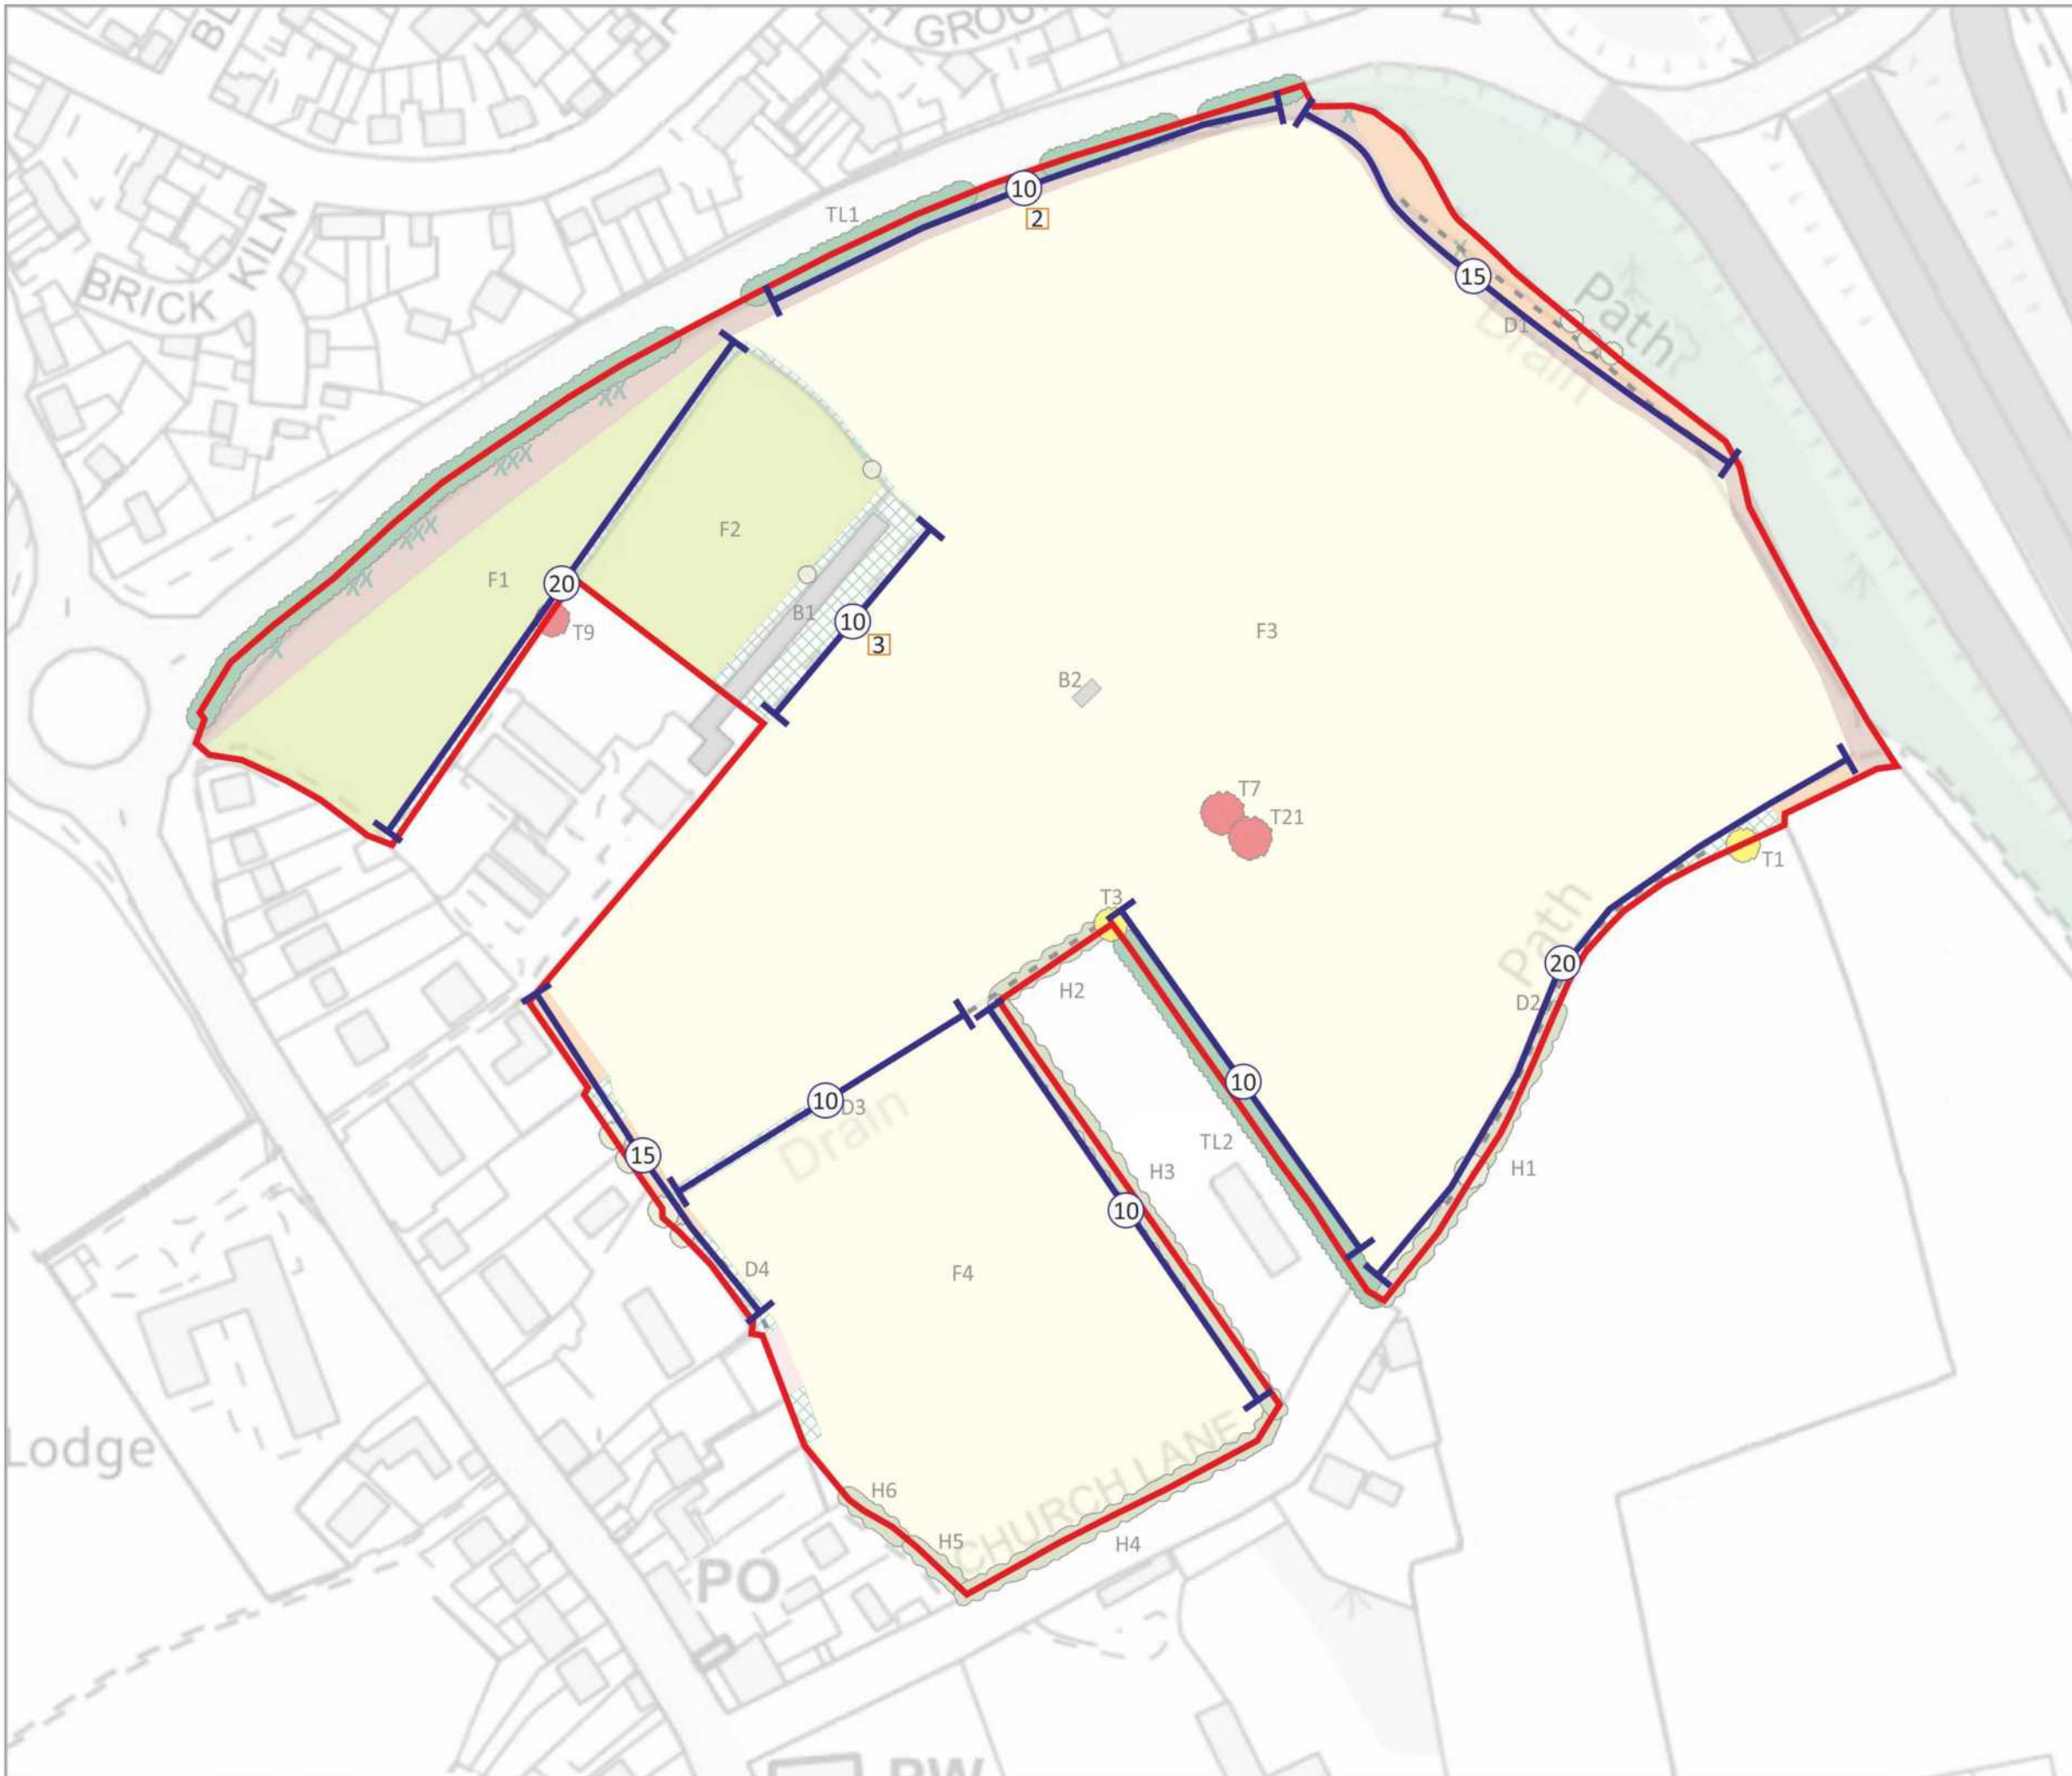 GROU
BRICK
KILN
TL1
10
2
15
D1
Drain
Path
F2
F1
20
T9
B1
10
3
F3
B2
T7
T21
T1
T3
Path
H2
20
D2
10
10
D3
Drain
TL2
15
H3
H1
10
D4
F4
Lodge
CHURCH LANE
H6
H5
H4
PO
PW